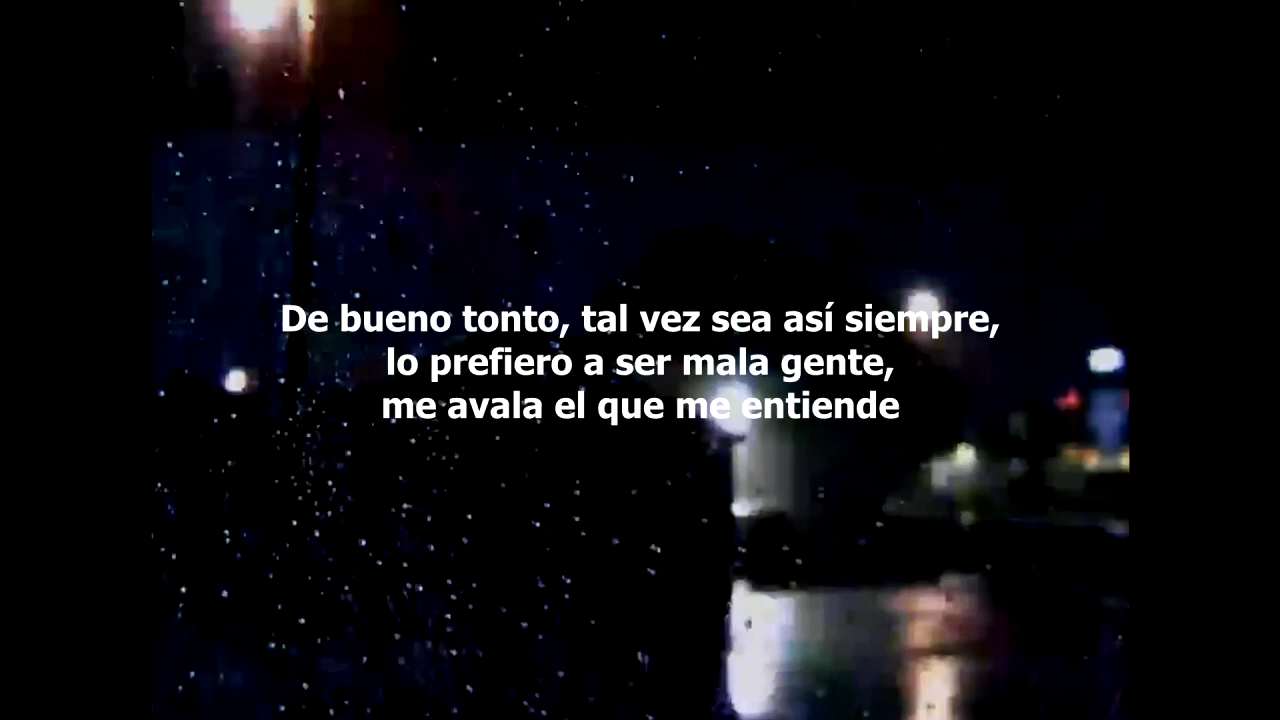 De bueno tonto, tal vez sea así siempre,
lo prefiero a ser mala gente,
me avala el que me entiende